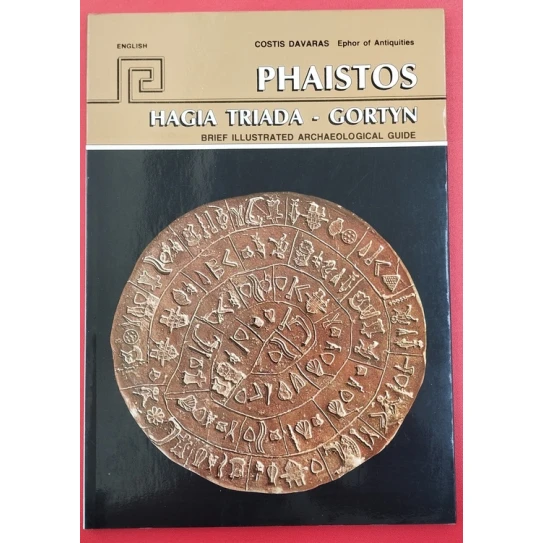 ENGLISH
COSTIS DAVARAS Ephor of Antiquities
PHAISTOS
HAGIA TRIADA - GORTYN
BRIEF ILLUSTRATED ARCHAEOLOGICAL GUIDE